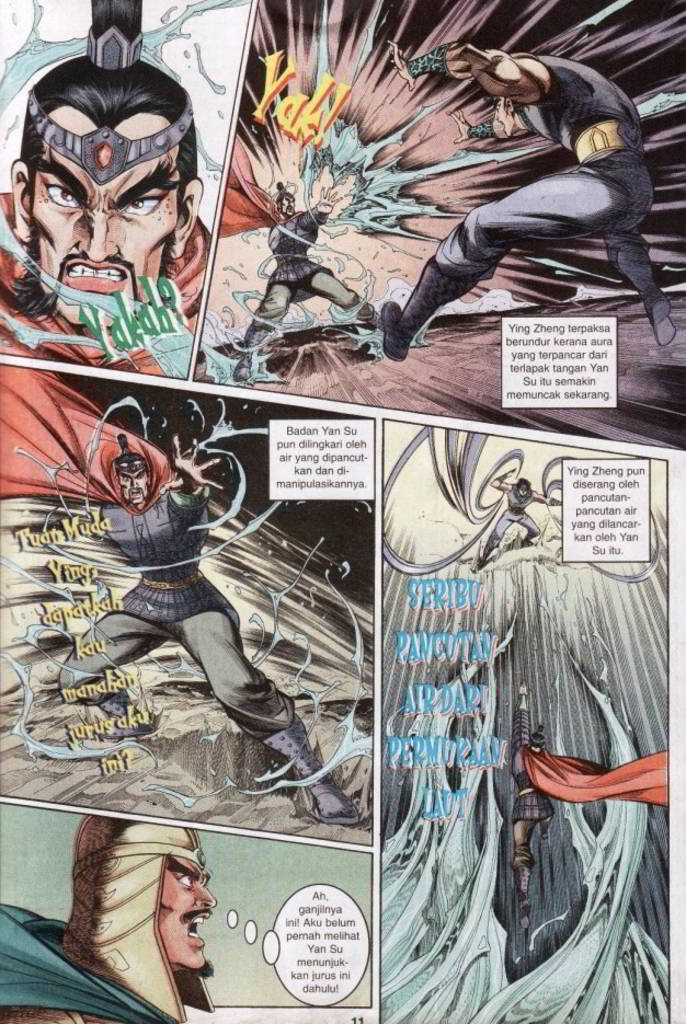 Yakah?
Yak!
Ying Zheng terpaksa
berundur kerana aura
yang terpancar dari
terlapak tangan Yan
Su itu semakin
memuncak sekarang.
Badan Yan Su
pun dilingkari oleh
air yang dipancut-
kan dan di-
manipulasikannya.
Tuan Muda
Ying,
dapatkah
kau
manahan
jurus aku
ini?
Ying Zheng pun
diserang oleh
pancutan-
pancutan air
yang dilancar-
kan oleh Yan
Su itu.
SERIBU
PANCUTAN
AIR DARI
PERMUKAAN
LAUT
Ah,
ganjilnya
ini! Aku belum
pernah melihat
Yan Su
menunjuk-
kan jurus ini
dahulu!
11